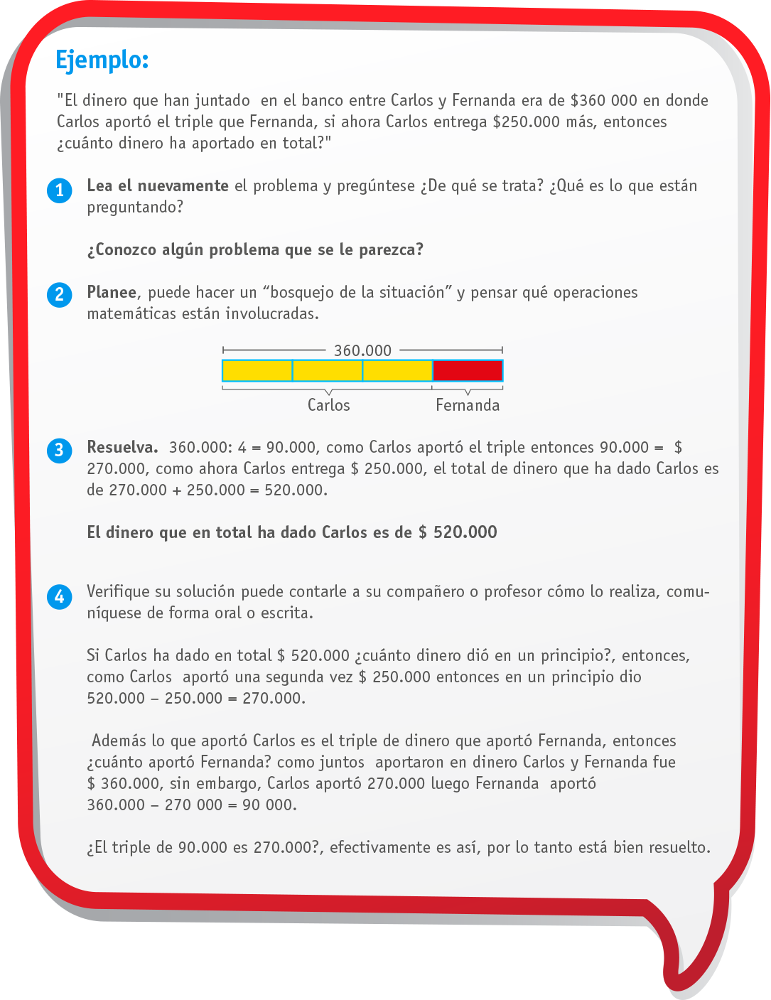 Ejemplo:
"El dinero que han juntado  en el banco entre Carlos y Fernanda era de $360 000 en donde
Carlos aportó el triple que Fernanda, si ahora Carlos entrega $250.000 más, entonces
¿cuánto dinero ha aportado en total?"
1 Lea el nuevamente el problema y pregúntese ¿De qué se trata? ¿Qué es lo que están
preguntando?
¿Conozco algún problema que se le parezca?
2 Planee, puede hacer un “bosquejo de la situación” y pensar qué operaciones
matemáticas están involucradas.
360.000
Carlos Fernanda
3 Resuelva.  360.000: 4 = 90.000, como Carlos aportó el triple entonces 90.000 =  $
270.000, como ahora Carlos entrega $ 250.000, el total de dinero que ha dado Carlos es
de 270.000 + 250.000 = 520.000.
El dinero que en total ha dado Carlos es de $ 520.000
4 Verifique su solución puede contarle a su compañero o profesor cómo lo realiza, comu-
níquese de forma oral o escrita.
Si Carlos ha dado en total $ 520.000 ¿cuánto dinero dió en un principio?, entonces,
como Carlos  aportó una segunda vez $ 250.000 entonces en un principio dio
520.000 – 250.000 = 270.000.
Además lo que aportó Carlos es el triple de dinero que aportó Fernanda, entonces
¿cuánto aportó Fernanda? como juntos  aportaron en dinero Carlos y Fernanda fue
$ 360.000, sin embargo, Carlos aportó 270.000 luego Fernanda  aportó
360.000 – 270 000 = 90 000.
¿El triple de 90.000 es 270.000?, efectivamente es así, por lo tanto está bien resuelto.